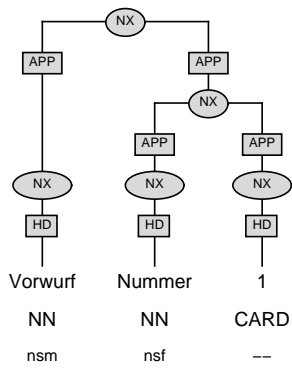 NX
APP APP
NX
APP APP
NX NX NX
HD HD HD
Vorwurf Nummer 1
NN NN CARD
nsm nsf −−